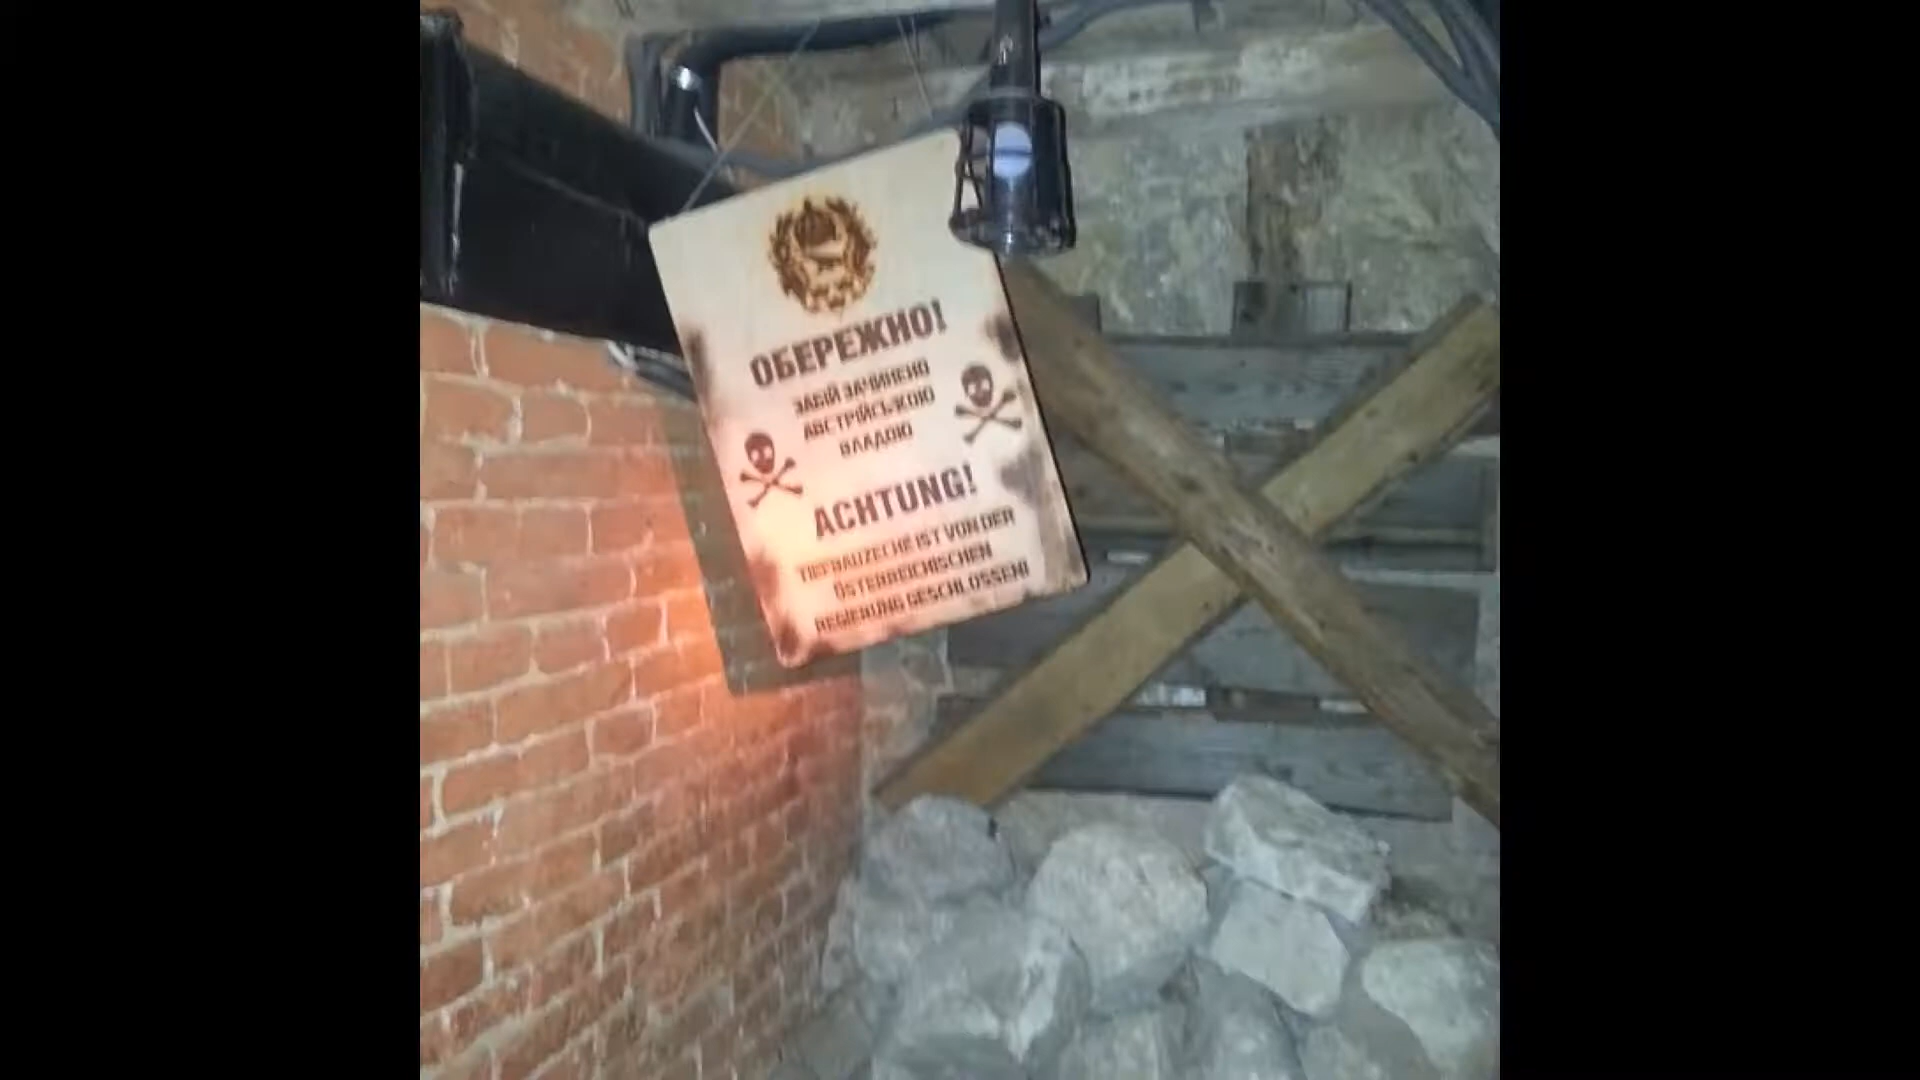 ОБЕРЕЖНО!
ЗАБІЙ ЗАЧИНЕНО
АВСТРІЙСЬКОЮ
ВЛАДОЮ
ACHTUNG!
TIEFBAUZECHE IST VON DER
ÖSTERREICHISCHEN
REGIERUNG GESCHLOSSEN!